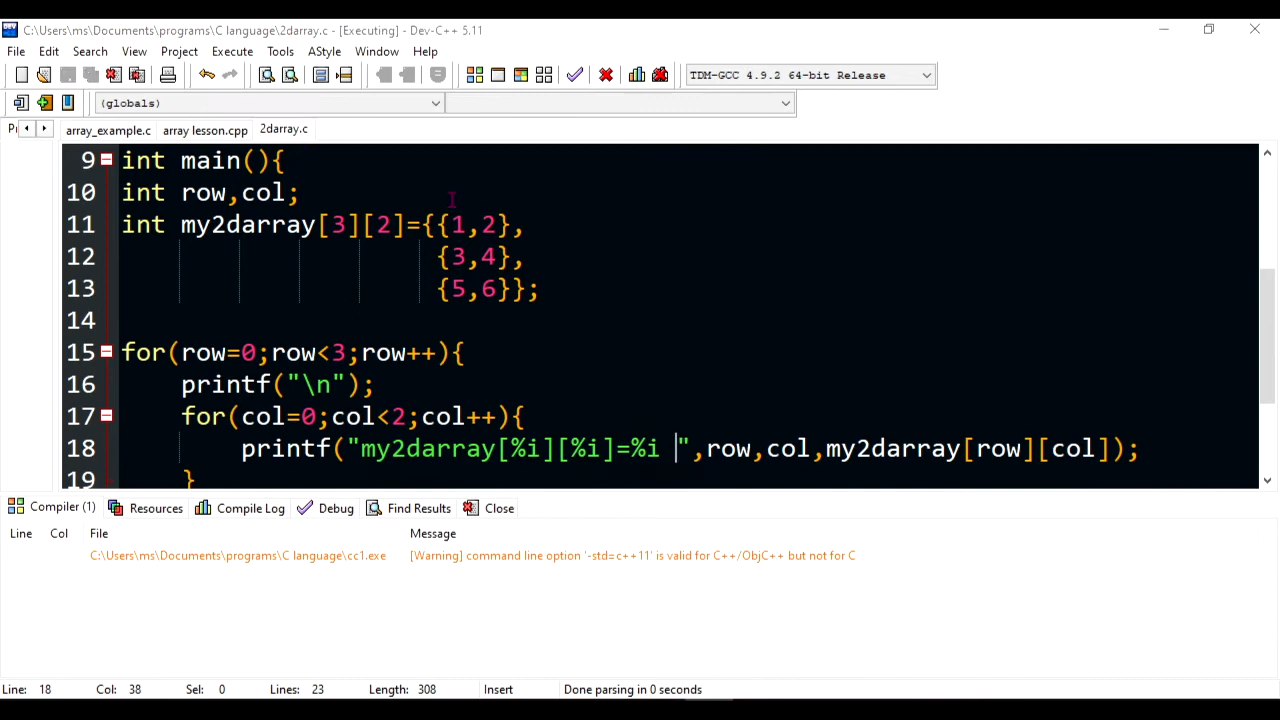 C:\Users\ms\Documents\programs\C language\2darray.c - [Executing] - Dev-C++ 5.11
File Edit Search View Project Execute Tools AStyle Window Help
TDM-GCC 4.9.2 64-bit Release
(globals)
array_example.c array lesson.cpp 2darray.c
9 int main(){
10 int row,col;
11 int my2darray[3][2]={{1,2},
12 {3,4},
13 {5,6}};
14
15 for(row=0;row<3;row++){
16 printf("\n");
17 for(col=0;col<2;col++){
18 printf("my2darray[%i][%i]=%i ",row,col,my2darray[row][col]);
19 }
Compiler (1) Resources Compile Log Debug Find Results Close
Line Col File Message
C:\Users\ms\Documents\programs\C language\cc1.exe [Warning] command line option '-std=c++11' is valid for C++/ObjC++ but not for C
Line: 18 Col: 38 Sel: 0 Lines: 23 Length: 308 Insert Done parsing in 0 seconds